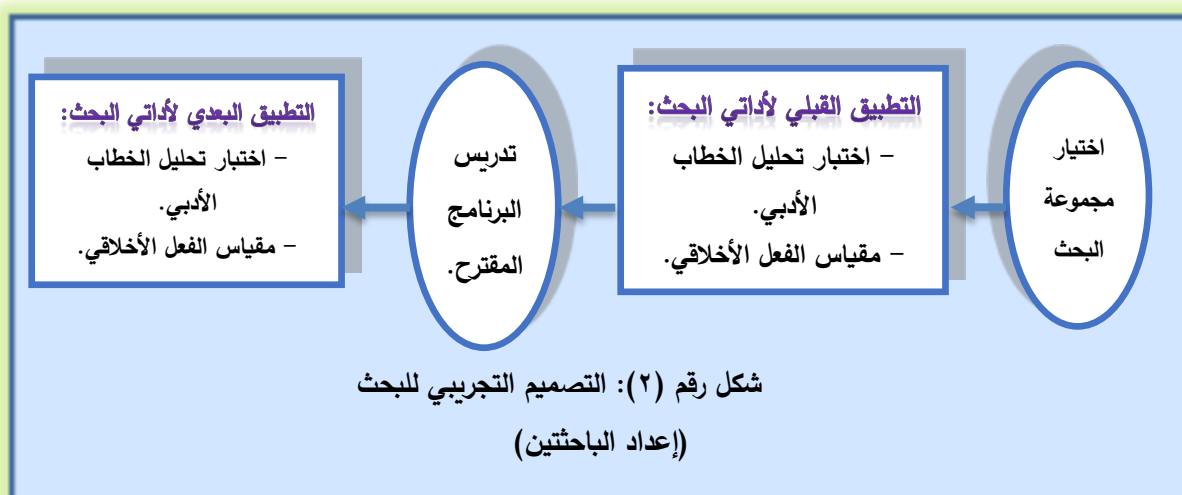 اختيار
مجموعة
البحث
التطبيق القبلي لأداتي البحث:
– اختبار تحليل الخطاب
الأدبي.
– مقياس الفعل الأخلاقي.
تدريس
البرنامج
المقترح.
التطبيق البعدي لأداتي البحث:
– اختبار تحليل الخطاب
الأدبي.
– مقياس الفعل الأخلاقي.
شكل رقم (٢): التصميم التجريبي للبحث
(إعداد الباحثتين)